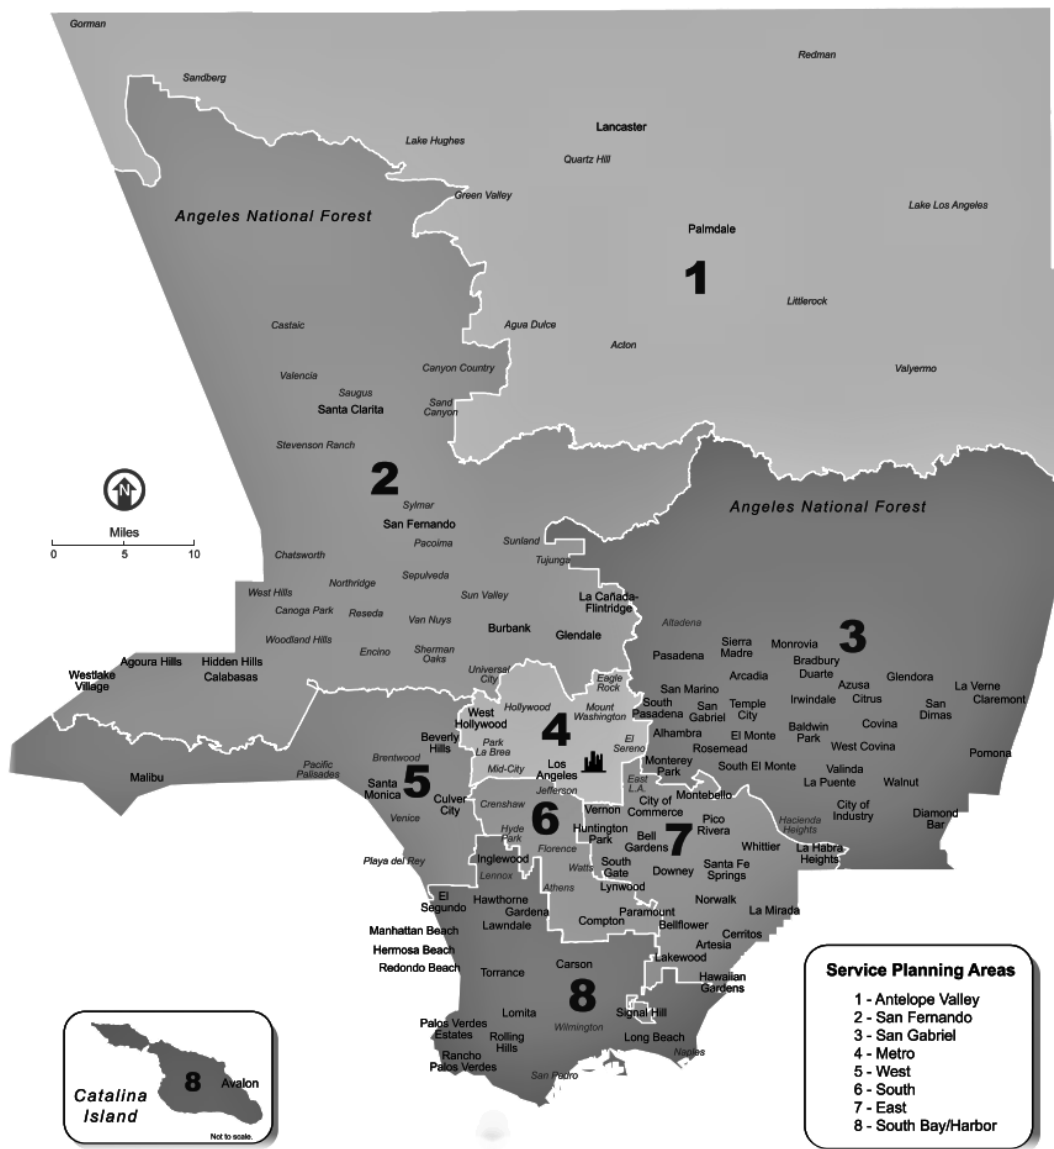 Gorman
Redman
Sandberg
Lancaster
Lake Hughes
Quartz Hill
Green Valley
Lake Los Angeles
Angeles National Forest
Palmdale
1
Littlerock
Castaic
Agua Dulce
Acton
Canyon Country
Valyermo
Valencia
Saugus
Santa Clarita
Sand
Canyon
Stevenson Ranch
2
N
Miles
0 5 10
Sylmar
San Fernando
Pacoima
Angeles National Forest
Chatsworth
Sunland
Tujunga
Northridge
Sepulveda
West Hills
Sun Valley
La Cañada-
Flintridge
Canoga Park
Reseda
Van Nuys
Burbank
Glendale
Woodland Hills
Encino
Sherman
Oaks
Altadena
3
Sierra
Madre
Monrovia
Pasadena
Bradbury
Duarte
Agoura Hills
Hidden Hills
Calabasas
Westlake
Village
Universal
City
Eagle
Rock
Arcadia
Azusa
Glendora
La Verne
Claremont
San Marino
Irwindale
Citrus
San
Dimas
West
Hollywood
Hollywood
Mount
Washington
South
Pasadena
San
Gabriel
Temple
City
4
Beverly
Hills
Park
La Brea
El
Sereno
Alhambra
El Monte
Rosemead
Baldwin
Park
Covina
West Covina
Pomona
Brentwood
Pacific
Palisades
Malibu
Mid-City
Los
Angeles
Monterey
Park
South El Monte
Valinda
La Puente
Walnut
5
Santa
Monica
Jefferson
East
L.A.
Montebello
Venice
Culver
City
Crenshaw
6
Vernon
City of
Commerce
City of
Industry
Diamond
Bar
Hyde
Park
Huntington
Park
Bell
Gardens
7
Pico
Rivera
Hacienda
Heights
Florence
Whittier
La Habra
Heights
Playa del Rey
Inglewood
Lennox
Watts
South
Gate
Downey
Santa Fe
Springs
Athens
Lynwood
El
Segundo
Hawthorne
Gardena
Lawndale
Norwalk
La Mirada
Compton
Paramount
Bellflower
Manhattan Beach
Hermosa Beach
Redondo Beach
Cerritos
Artesia
Torrance
Carson
Lakewood
Hawaiian
Gardens
8
Lomita
Wilmington
Signal Hill
Palos Verdes
Estates
Rolling
Hills
Long Beach
Rancho
Palos Verdes
Naples
San Pedro
8
Avalon
Catalina
Island
Not to scale.
Service Planning Areas
1 - Antelope Valley
2 - San Fernando
3 - San Gabriel
4 - Metro
5 - West
6 - South
7 - East
8 - South Bay/Harbor